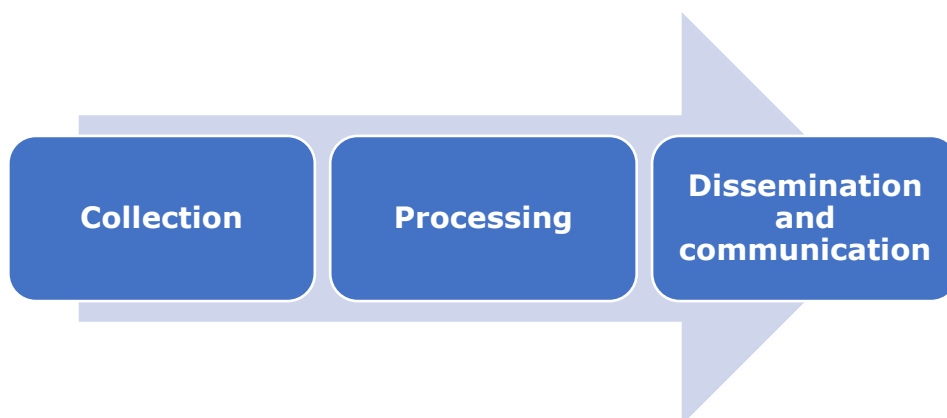 Collection
Processing
Dissemination
and
communication